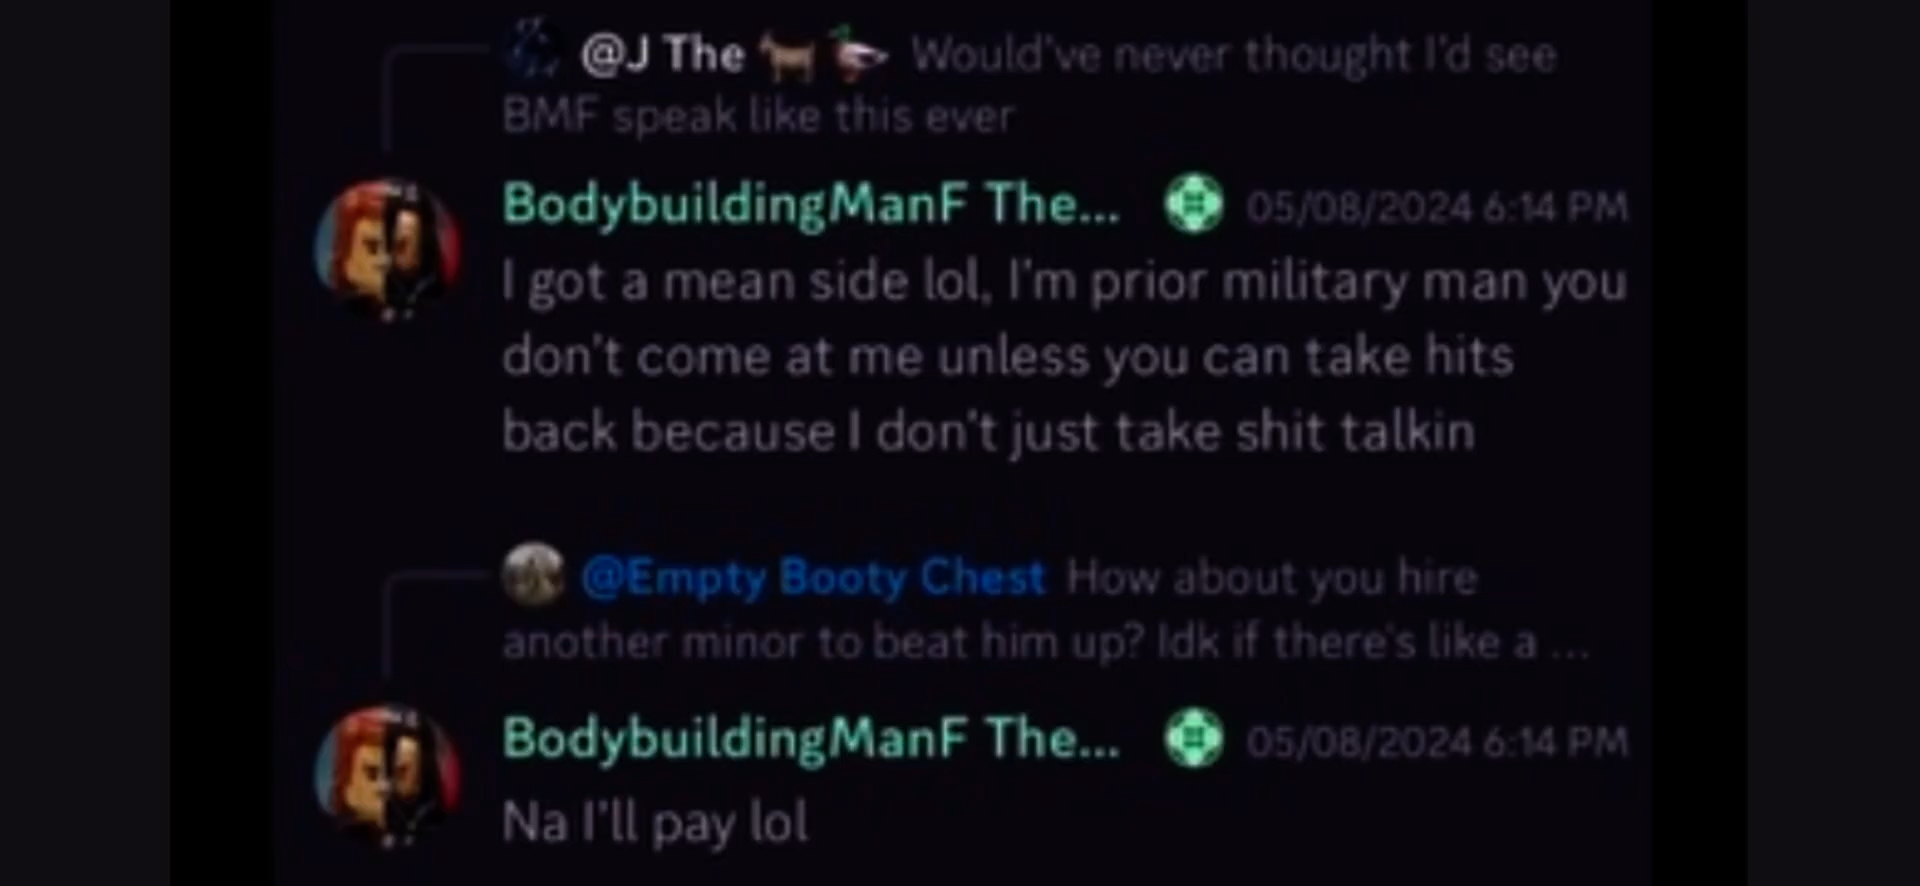 @J The 🐐 🦆 Would've never thought I'd see
BMF speak like this ever
BodybuildingManF The... 05/08/2024 6:14 PM
I got a mean side lol, I'm prior military man you
don't come at me unless you can take hits
back because I don't just take shit talkin
@Empty Booty Chest How about you hire
another minor to beat him up? Idk if there's like a ...
BodybuildingManF The... 05/08/2024 6:14 PM
Na I'll pay lol